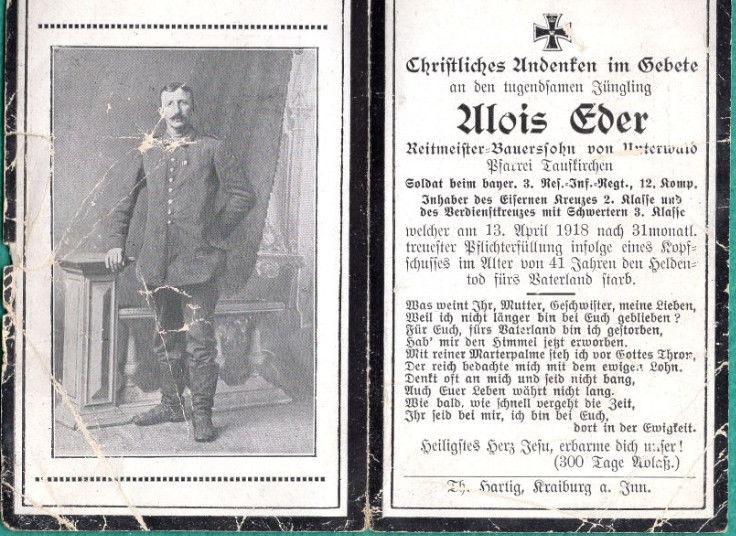 Christliches Andenken im Gebete
an den tugendsamen Jüngling
Alois Eder
Reitmeister-Bauerssohn von Unterwaid
Pfarrei Taufkirchen
Soldat beim bayer. 3. Res.-Inf.-Regt., 12. Komp.
Inhaber des Eisernen Kreuzes 2. Klasse und
des Verdienstkreuzes mit Schwertern 3. Klasse
welcher am 13. April 1918 nach 31monatl.
treuester Pflichterfüllung infolge eines Kopf-
schusses im Alter von 41 Jahren den Helden-
tod fürs Vaterland starb.
Was weint Ihr, Mutter, Geschwister, meine Lieben,
Weil ich nicht länger bin bei Euch geblieben?
Für Euch, fürs Vaterland bin ich gestorben,
Hab' mir den Himmel jetzt erworben.
Mit reiner Marterpalme steh ich vor Gottes Thron,
Der reich bedachte mich mit dem ewigen Lohn.
Denkt oft an mich und seid nicht bang,
Auch Euer Leben währt nicht lang.
Wie bald, wie schnell vergeht die Zeit,
Ihr seid bei mir, ich bin bei Euch,
dort in der Ewigkeit.
Heiligstes Herz Jesu, erbarme dich unser!
(300 Tage Ablaß.)
Th. Hartig, Kraiburg a. Inn.